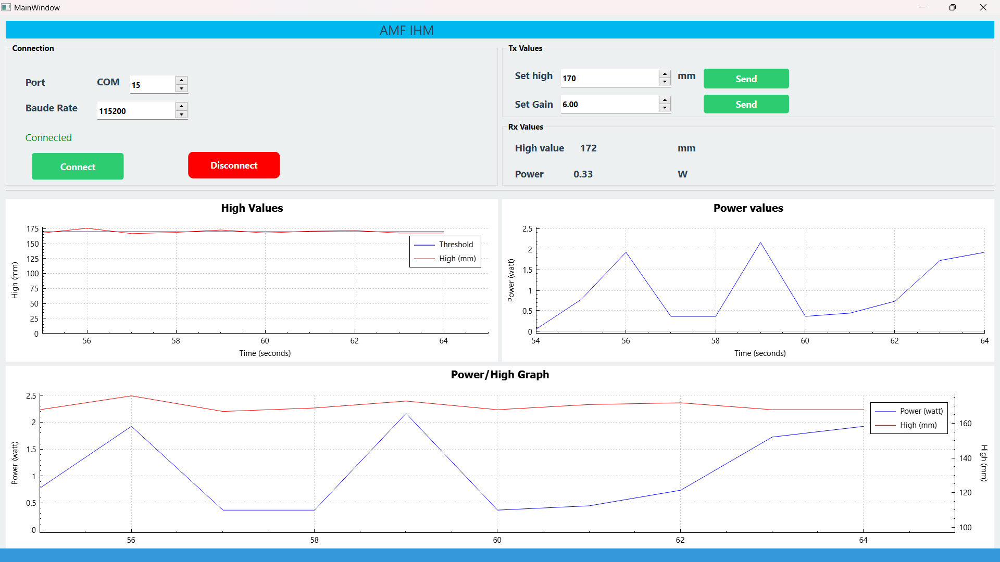 MainWindow
AMF IHM
Connection
Port COM 15
Baude Rate 115200
Connected
Connect Disconnect
Tx Values
Set high 170 mm Send
Set Gain 6.00 Send
Rx Values
High value 172 mm
Power 0.33 W
High Values
175
150
125
100
75
50
25
0
High (mm)
Threshold
High (mm)
56 58 60 62 64
Time (seconds)
Power values
2.5
2
1.5
1
0.5
0
Power (watt)
54 56 58 60 62 64
Time (seconds)
Power/High Graph
2.5
2
1.5
1
0.5
0
Power (watt)
Power (watt)
High (mm)
160
140
120
100
High (mm)
56 58 60 62 64